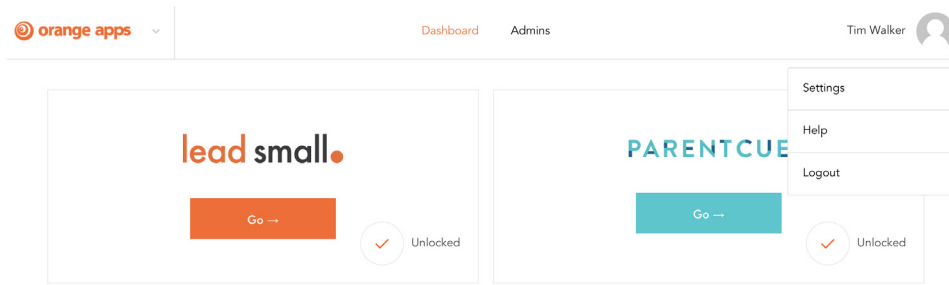 orange apps
Dashboard Admins
Tim Walker
Settings
Help
Logout
lead small.
Go →
Unlocked
PARENTCUE
Go →
Unlocked